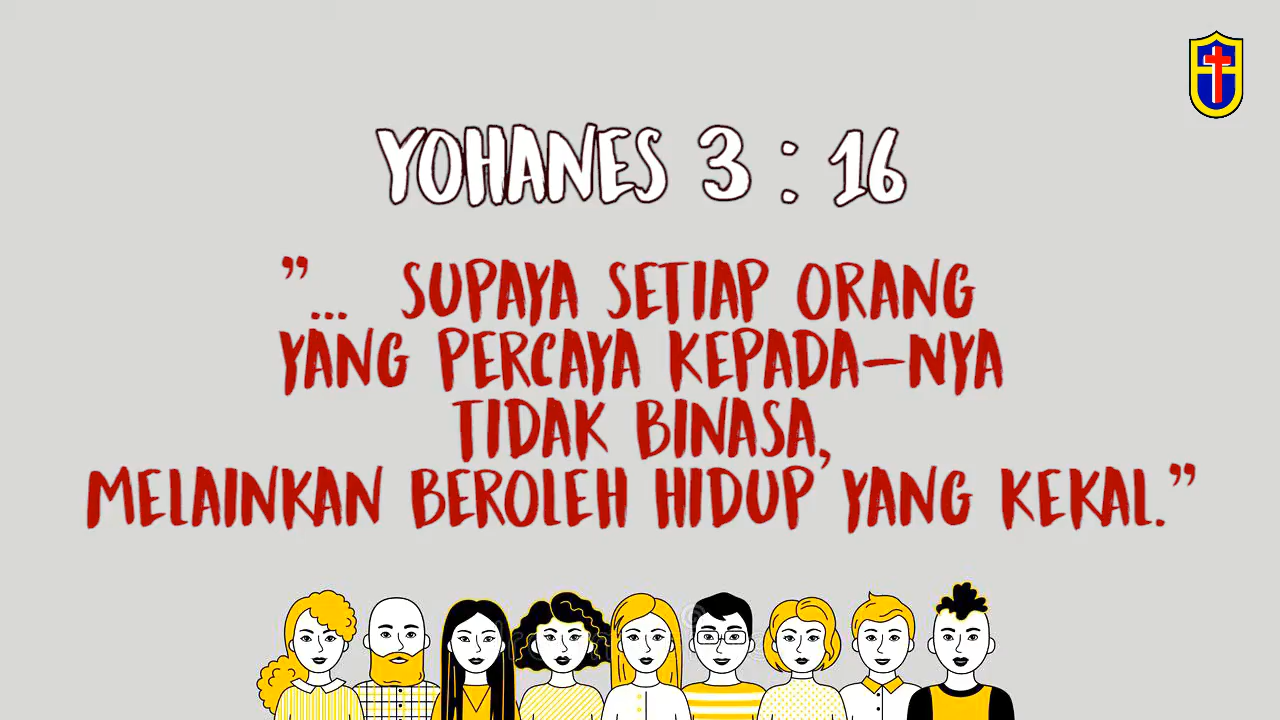 YOHANES 3 : 16
"... SUPAYA SETIAP ORANG
YANG PERCAYA KEPADA-NYA
TIDAK BINASA,
MELAINKAN BEROLEH HIDUP YANG KEKAL."